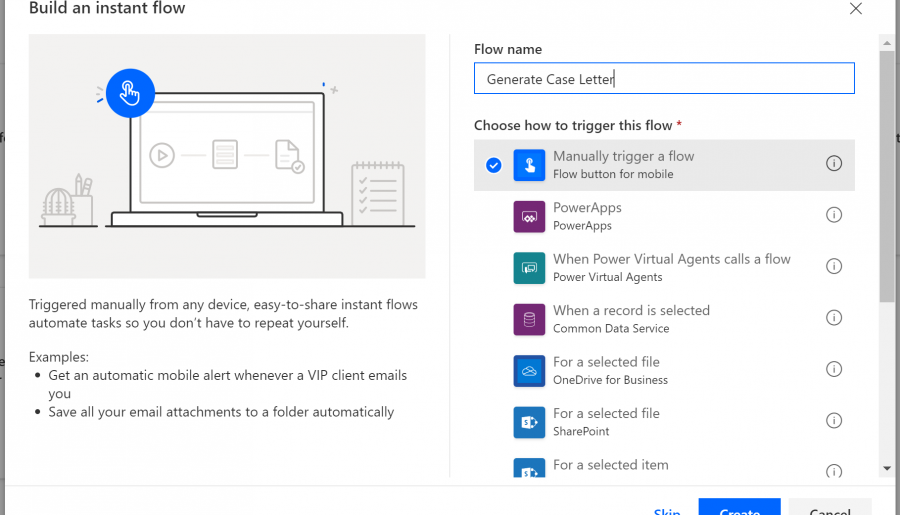 Build an instant flow
Flow name
Generate Case Letter
Choose how to trigger this flow *
Manually trigger a flow
Flow button for mobile
PowerApps
PowerApps
When Power Virtual Agents calls a flow
Power Virtual Agents
When a record is selected
Common Data Service
For a selected file
OneDrive for Business
For a selected file
SharePoint
For a selected item
Triggered manually from any device, easy-to-share instant flows
automate tasks so you don’t have to repeat yourself.
Examples:
• Get an automatic mobile alert whenever a VIP client emails
you
• Save all your email attachments to a folder automatically
Skip
Create
Cancel